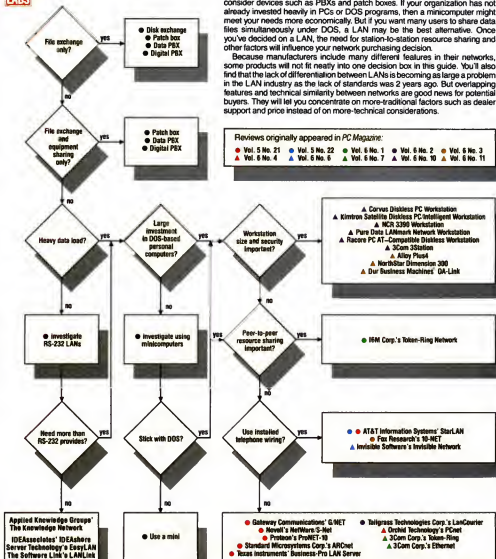 LABS
consider devices such as PBXs and patch boxes. If your organization has not
already invested heavily in PCs or DOS programs, then a minicomputer might
meet your needs more economically. But if you want many users to share data
files simultaneously under DOS, a LAN may be the best alternative. Once
you've decided on a LAN, the need for station-to-station resource sharing and
other factors will influence your network purchasing decision.
Because manufacturers include many different features in their networks,
some products will not fit neatly into one decision box in this guide. You'll also
find that the lack of differentiation between LANs is becoming as large a problem
in the LAN industry as the lack of standards was 2 years ago. But overlapping
features and technical similarity between networks are good news for potential
buyers. They will let you concentrate on more-traditional factors such as dealer
support and price instead of on more-technical considerations.
Reviews originally appeared in PC Magazine:
● Vol. 5 No. 21 ● Vol. 5 No. 22 ● Vol. 6 No. 1 ● Vol. 6 No. 2 ● Vol. 6 No. 3
▲ Vol. 6 No. 4 ▲ Vol. 6 No. 6 ▲ Vol. 6 No. 7 ▲ Vol. 6 No. 10 ▲ Vol. 6 No. 11
File exchange
only?
yes
● Disk exchange
● Patch box
● Data PBX
● Digital PBX
no
File exchange
and
equipment
sharing
only?
yes
● Patch box
● Data PBX
● Digital PBX
no
Heavy data load?
yes
Large
investment
in DOS-based
personal
computers?
yes
Workstation
size and security
important?
yes
▲ Corvus Diskless PC Workstation
▲ Kimtron Satellite Diskless PC/Intelligent Workstation
▲ NCR 3390 Workstation
▲ Pure Data LANmark Network Workstation
▲ Racore PC AT–Compatible Diskless Workstation
▲ 3Com 3Station
▲ Alloy Plus4
▲ NorthStar Dimension 300
▲ Our Business Machines' OA-Link
no
no
no
● Investigate
RS-232 LANs
● Investigate using
minicomputers
yes
Peer-to-peer
resource sharing
important?
yes
● IBM Corp.'s Token-Ring Network
no
Need more than
RS-232 provides?
yes
Stick with DOS?
yes
Use installed
telephone wiring?
yes
● ● AT&T Information Systems' StarLAN
● Fox Research's 10-NET
▲ Invisible Software's Invisible Network
no
no
no
Applied Knowledge Groups'
The Knowledge Network
IDEAssociates' IDEAshare
Server Technology's EasyLAN
The Software Link's LANLink
● Use a mini
● Gateway Communications' G/NET
● Novell's NetWare/S-Net
● Proteon's ProNET-10
● Standard Microsystems Corp.'s ARCnet
● Texas Instruments' Business-Pro LAN Server
● Tallgrass Technologies Corp.'s LanCourier
▲ Orchid Technology's PCnet
▲ 3Com Corp.'s Token-Ring
▲ 3Com Corp.'s Ethernet